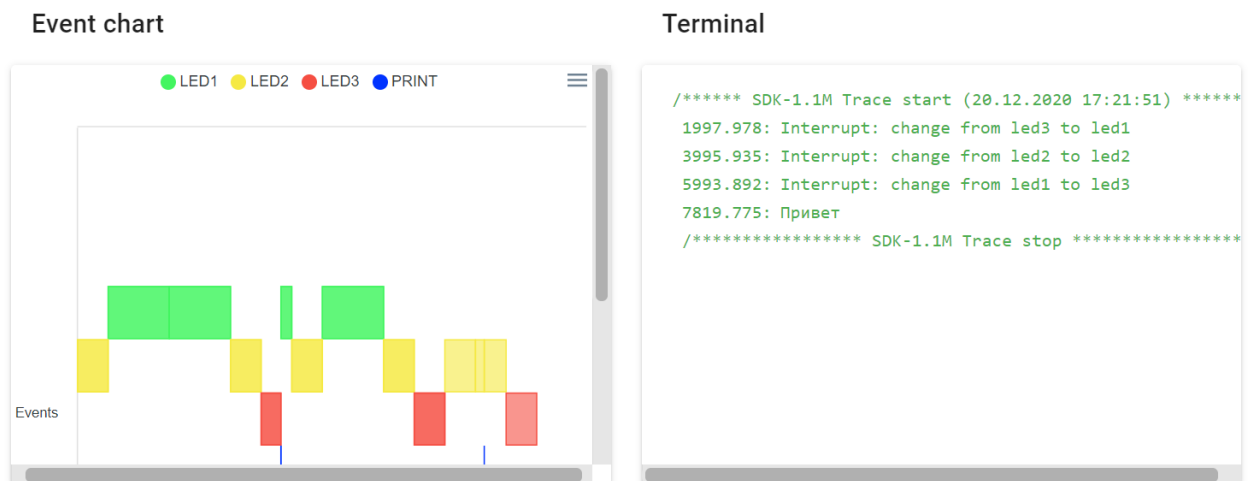 Event chart
LED1 LED2 LED3 PRINT
Events
Terminal
/****** SDK-1.1M Trace start (20.12.2020 17:21:51) ******
1997.978: Interrupt: change from led3 to led1
3995.935: Interrupt: change from led2 to led2
5993.892: Interrupt: change from led1 to led3
7819.775: Привет
/***************** SDK-1.1M Trace stop *****************